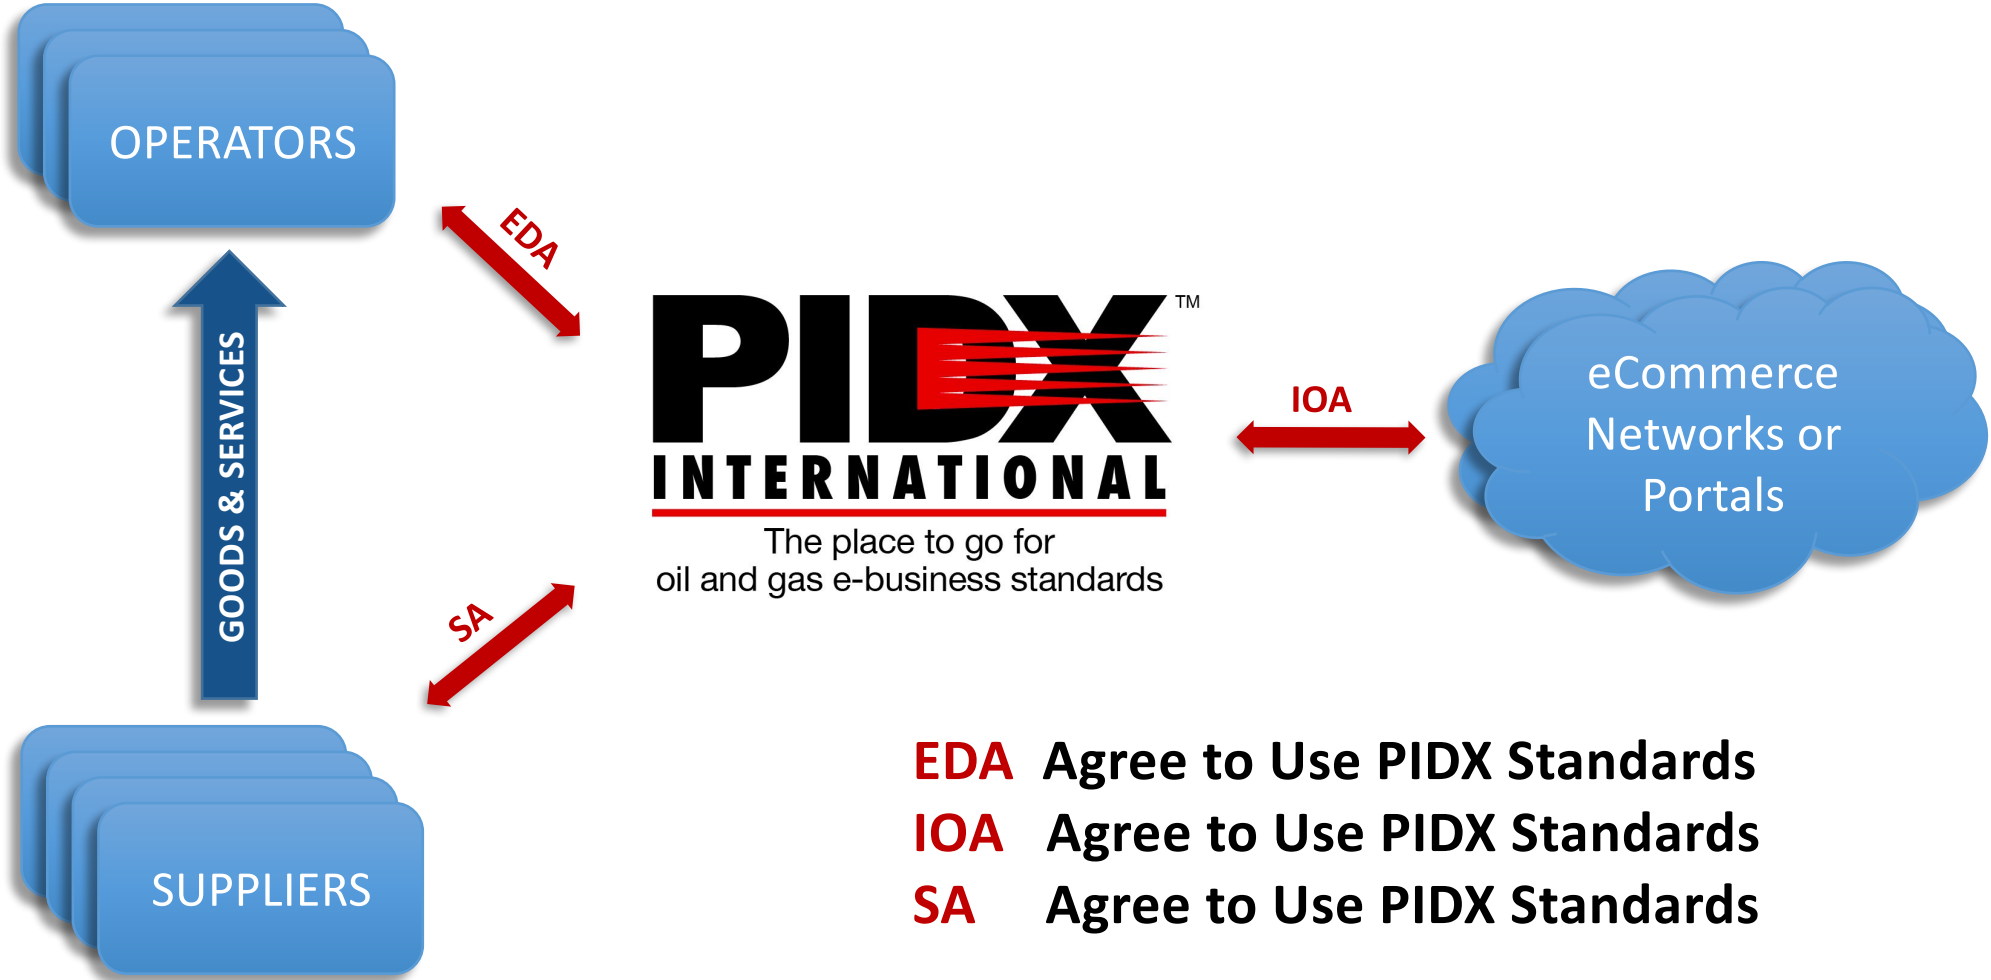 OPERATORS
EDA
GOODS & SERVICES
PIDX™
INTERNATIONAL
The place to go for
oil and gas e-business standards
IOA
eCommerce
Networks or
Portals
SA
SUPPLIERS
EDA Agree to Use PIDX Standards
IOA Agree to Use PIDX Standards
SA Agree to Use PIDX Standards